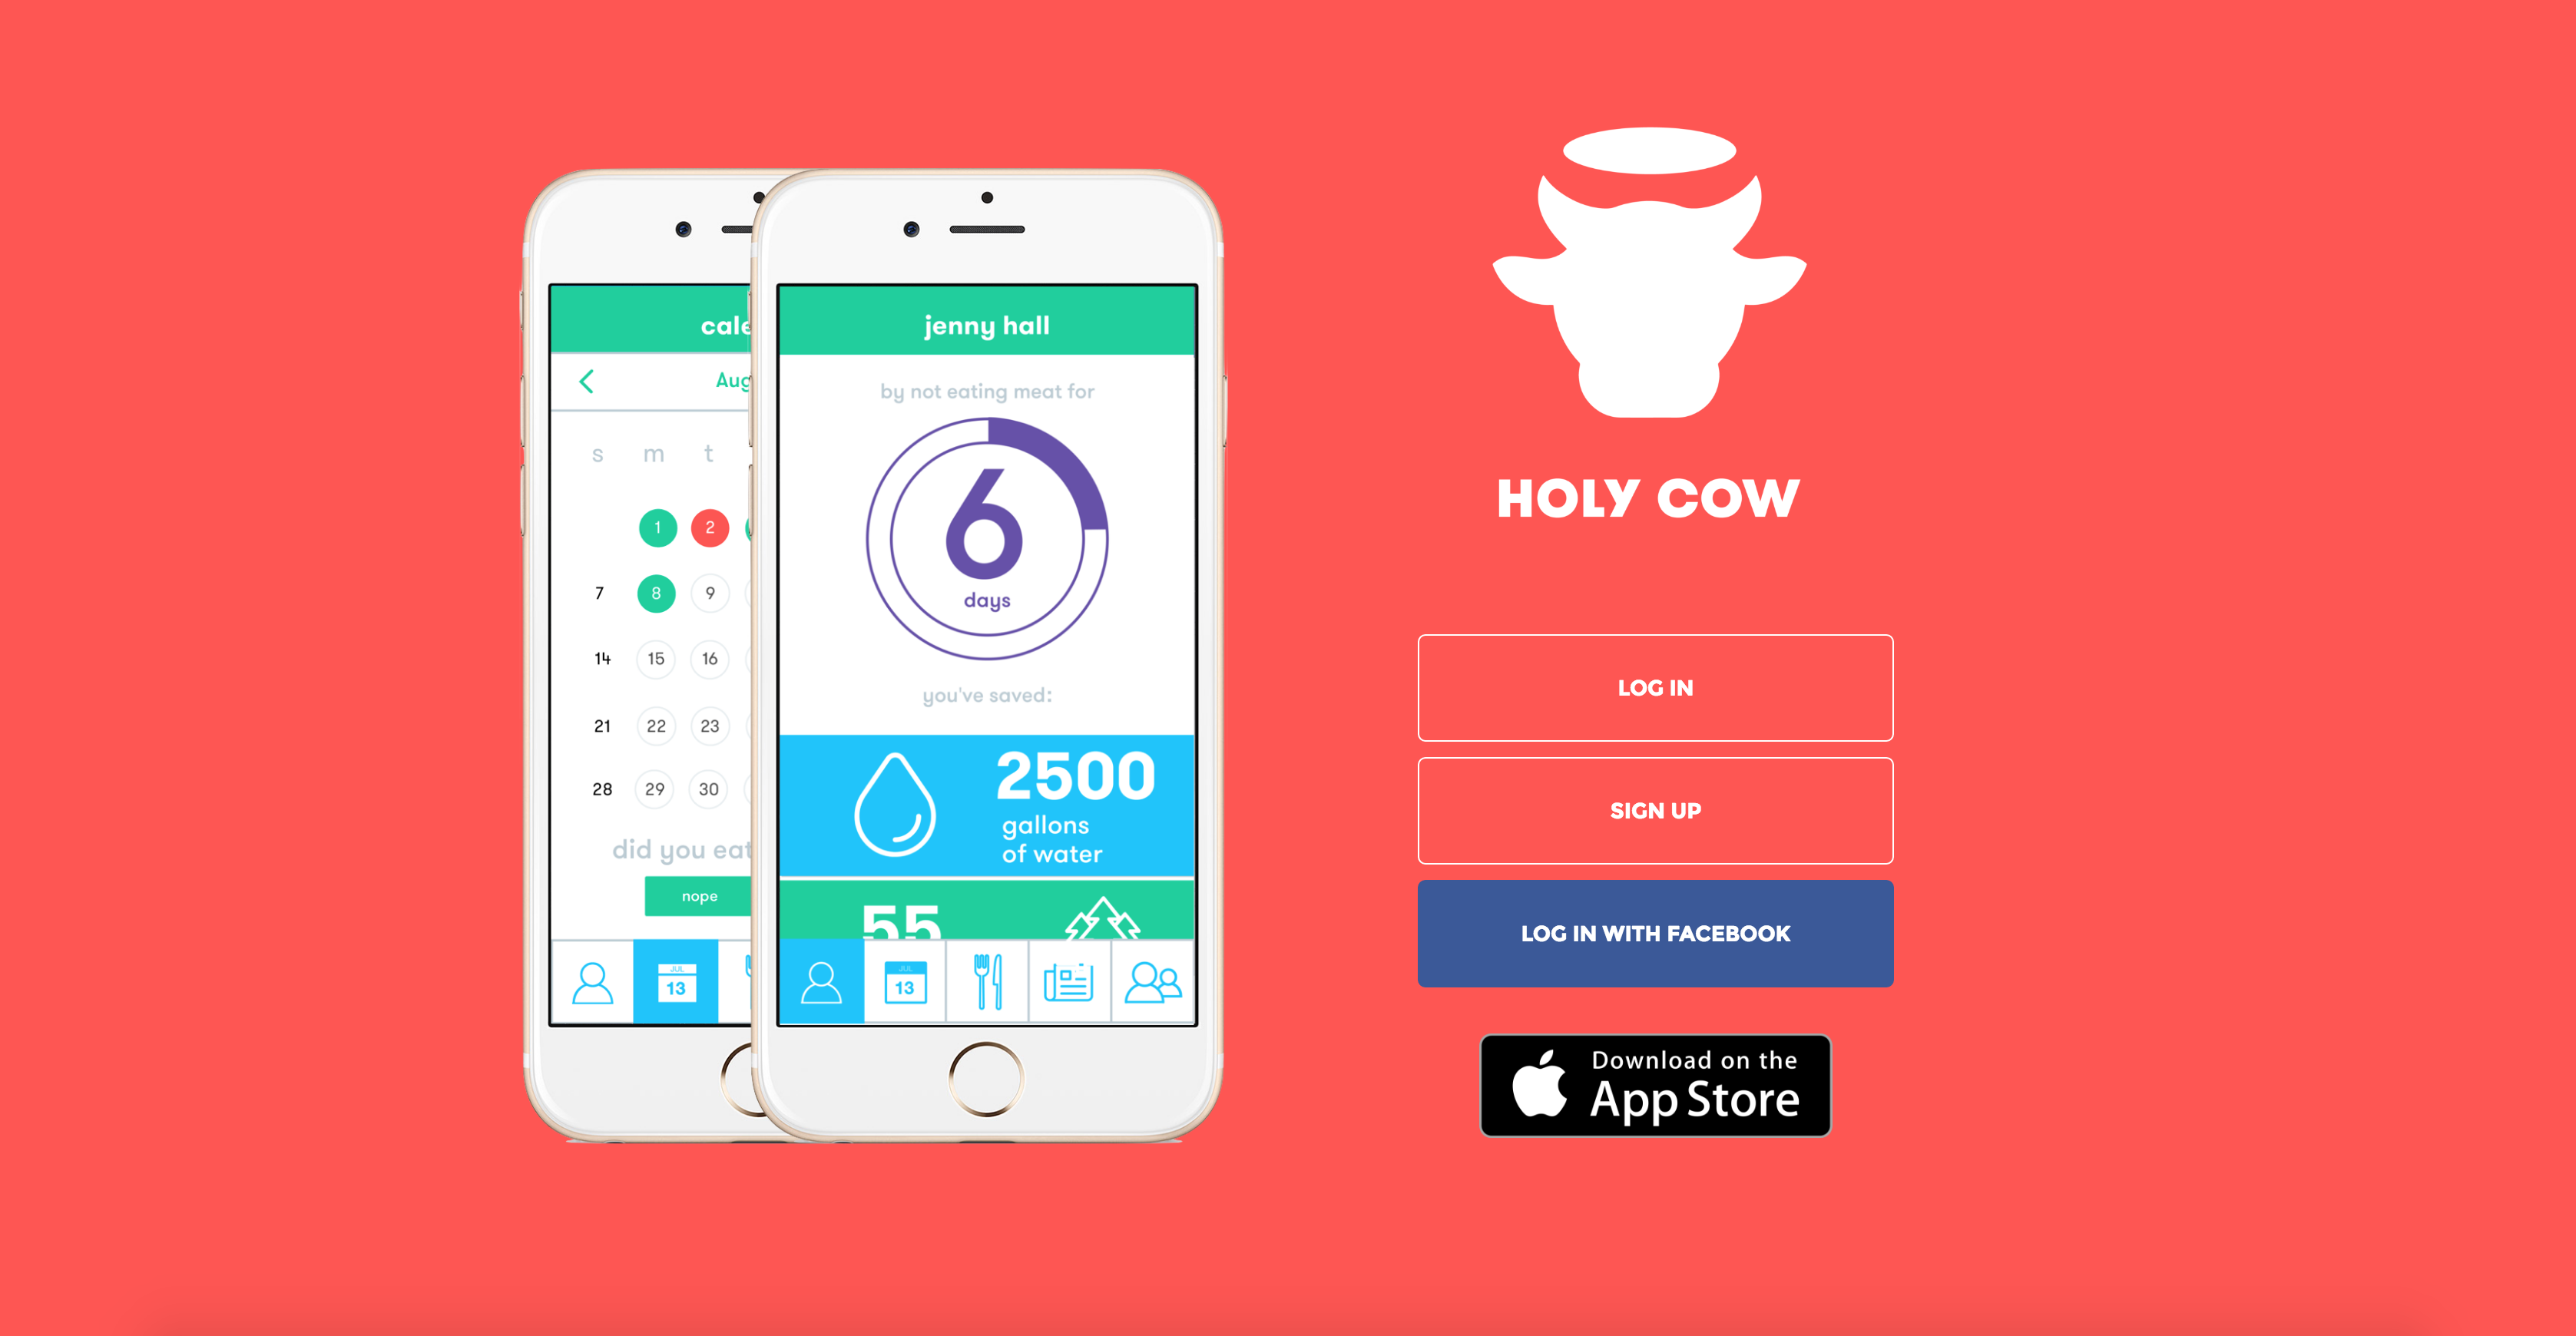 cale
Aug
s m t
1 2
7 8 9
14 15 16
21 22 23
28 29 30
did you eat
nope
JUL
13
jenny hall
by not eating meat for
6
days
you've saved:
2500
gallons
of water
55
JUL
13
HOLY COW
LOG IN
SIGN UP
LOG IN WITH FACEBOOK
Download on the
App Store